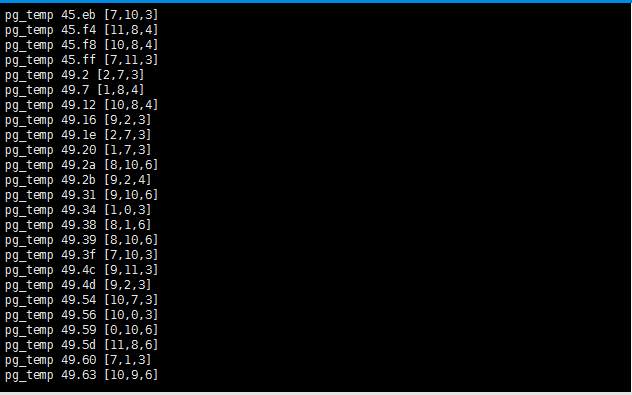 pg_temp 45.eb [7,10,3]
pg_temp 45.f4 [11,8,4]
pg_temp 45.f8 [10,8,4]
pg_temp 45.ff [7,11,3]
pg_temp 49.2 [2,7,3]
pg_temp 49.7 [1,8,4]
pg_temp 49.12 [10,8,4]
pg_temp 49.16 [9,2,3]
pg_temp 49.1e [2,7,3]
pg_temp 49.20 [1,7,3]
pg_temp 49.2a [8,10,6]
pg_temp 49.2b [9,2,4]
pg_temp 49.31 [9,10,6]
pg_temp 49.34 [1,0,3]
pg_temp 49.38 [8,1,6]
pg_temp 49.39 [8,10,6]
pg_temp 49.3f [7,10,3]
pg_temp 49.4c [9,11,3]
pg_temp 49.4d [9,2,3]
pg_temp 49.54 [10,7,3]
pg_temp 49.56 [10,0,3]
pg_temp 49.59 [0,10,6]
pg_temp 49.5d [11,8,6]
pg_temp 49.60 [7,1,3]
pg_temp 49.63 [10,9,6]